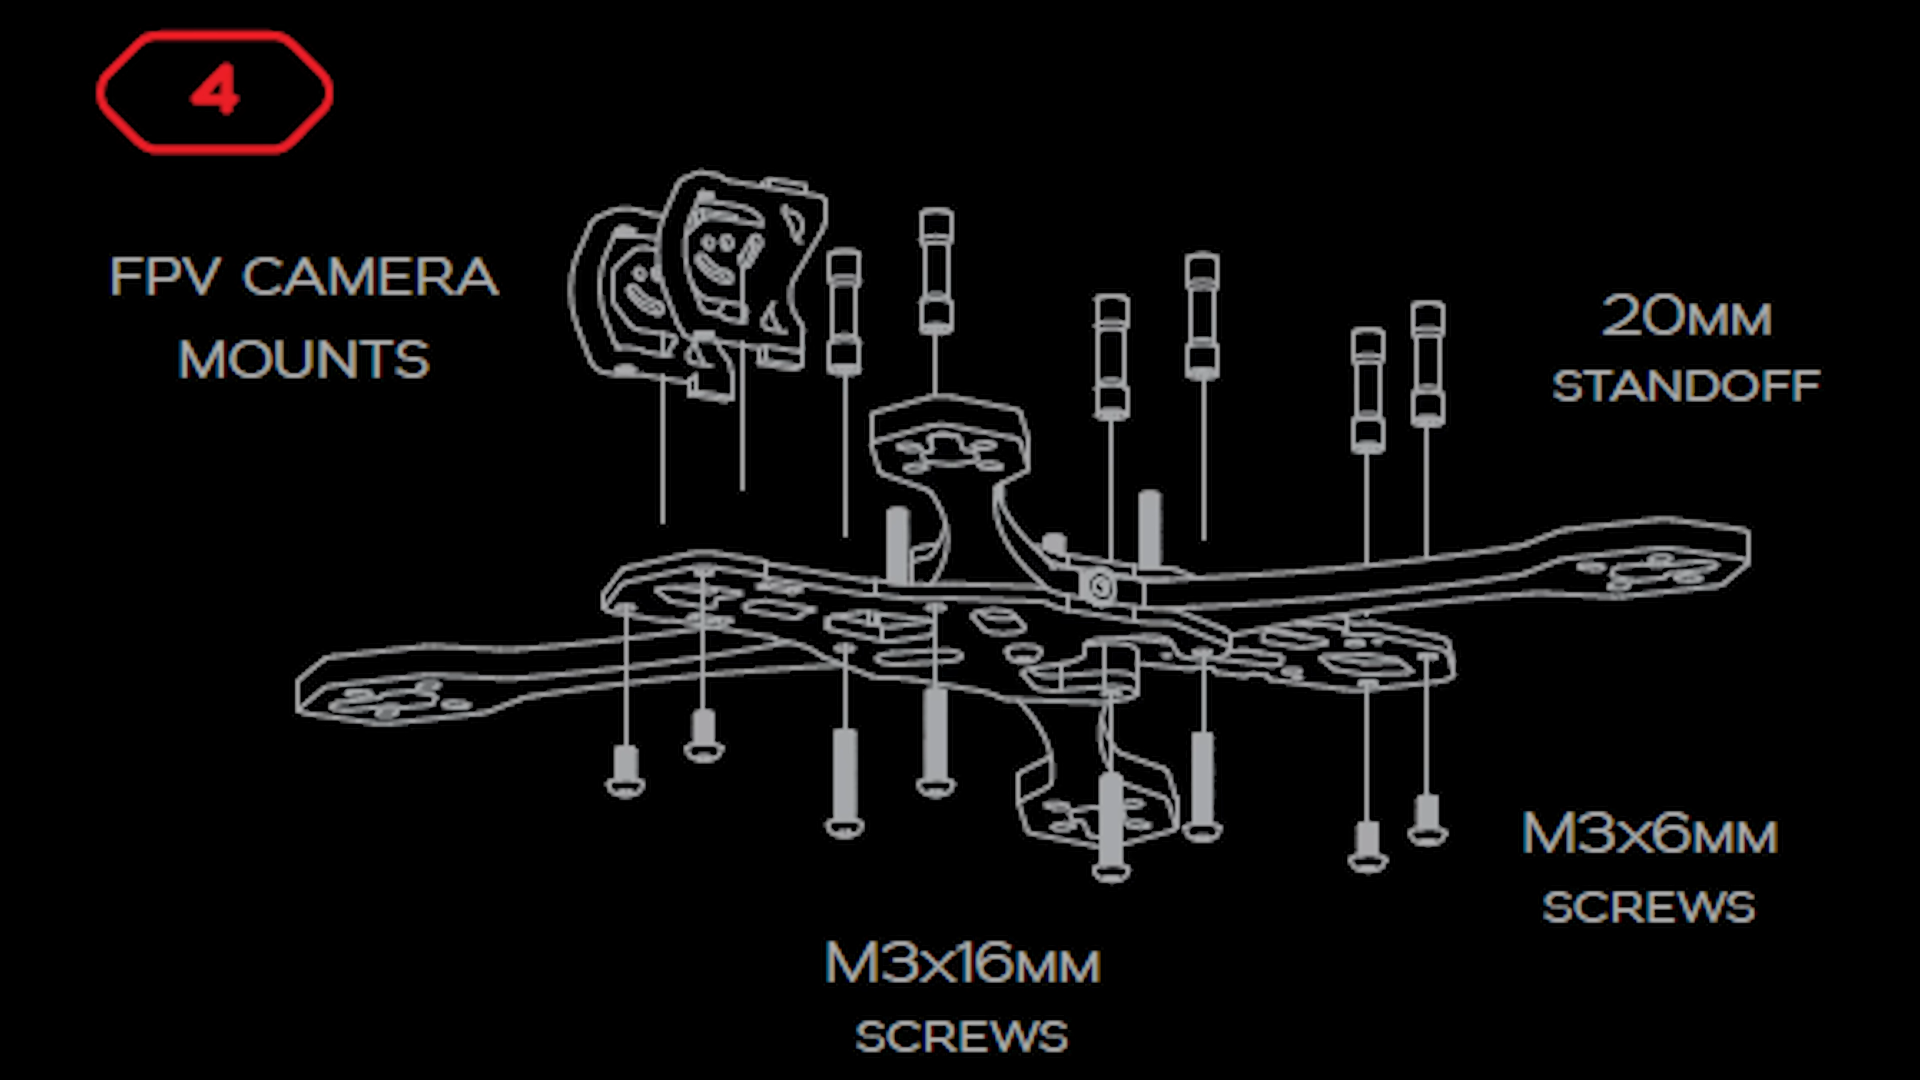 4
FPV CAMERA
MOUNTS
20MM
STANDOFF
M3x6MM
SCREWS
M3x16MM
SCREWS